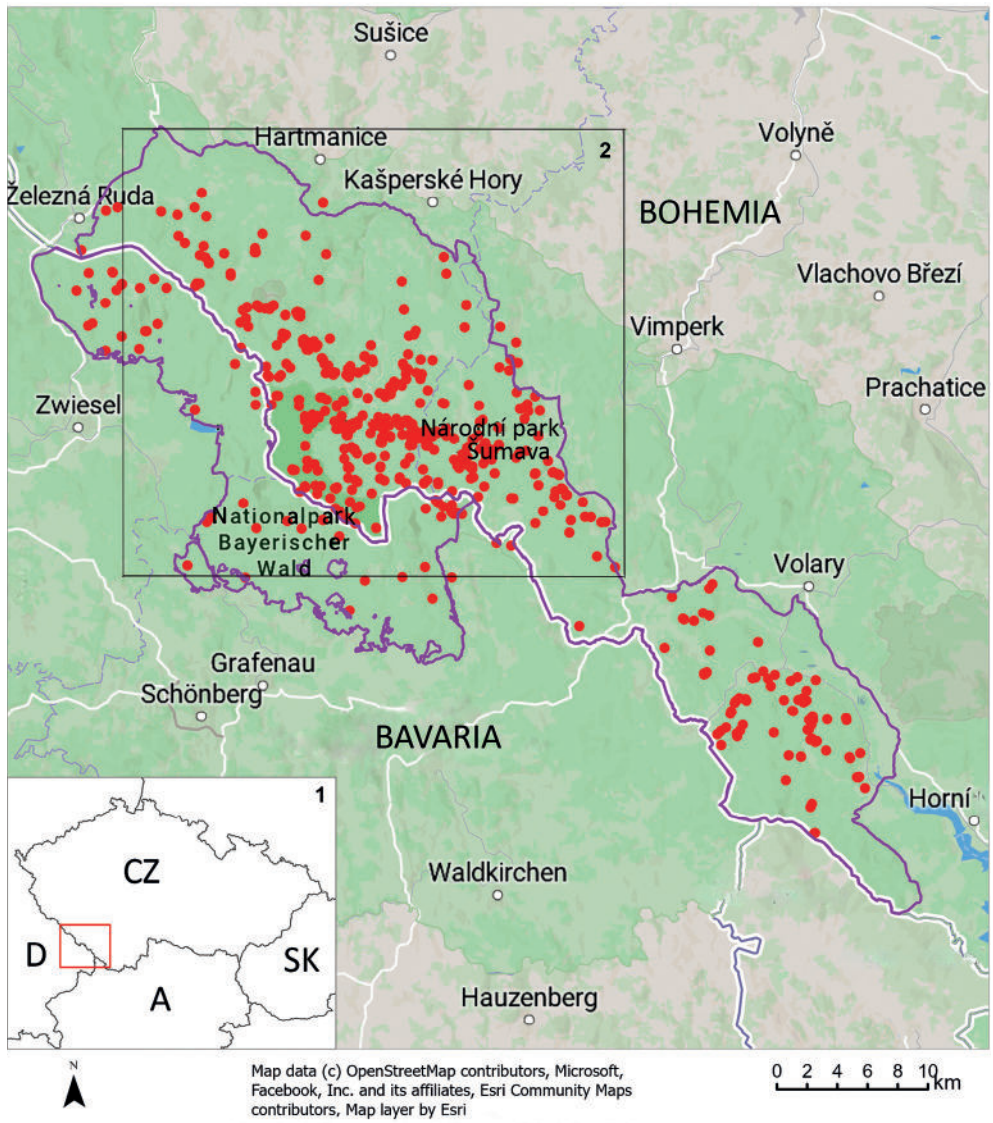 Sušice
Hartmanice
2
Volyně
Kašperské Hory
Železná Ruda
BOHEMIA
Vlachovo Březí
Vimperk
Prachatice
Zwiesel
Národní park
Šumava
Nationalpark
Bayerischer
Wald
Volary
Grafenau
Schönberg
BAVARIA
1
Horní
CZ
Waldkirchen
D
SK
A
Hauzenberg
N
Map data (c) OpenStreetMap contributors, Microsoft,
Facebook, Inc. and its affiliates, Esri Community Maps
contributors, Map layer by Esri
0 2 4 6 8 10
km